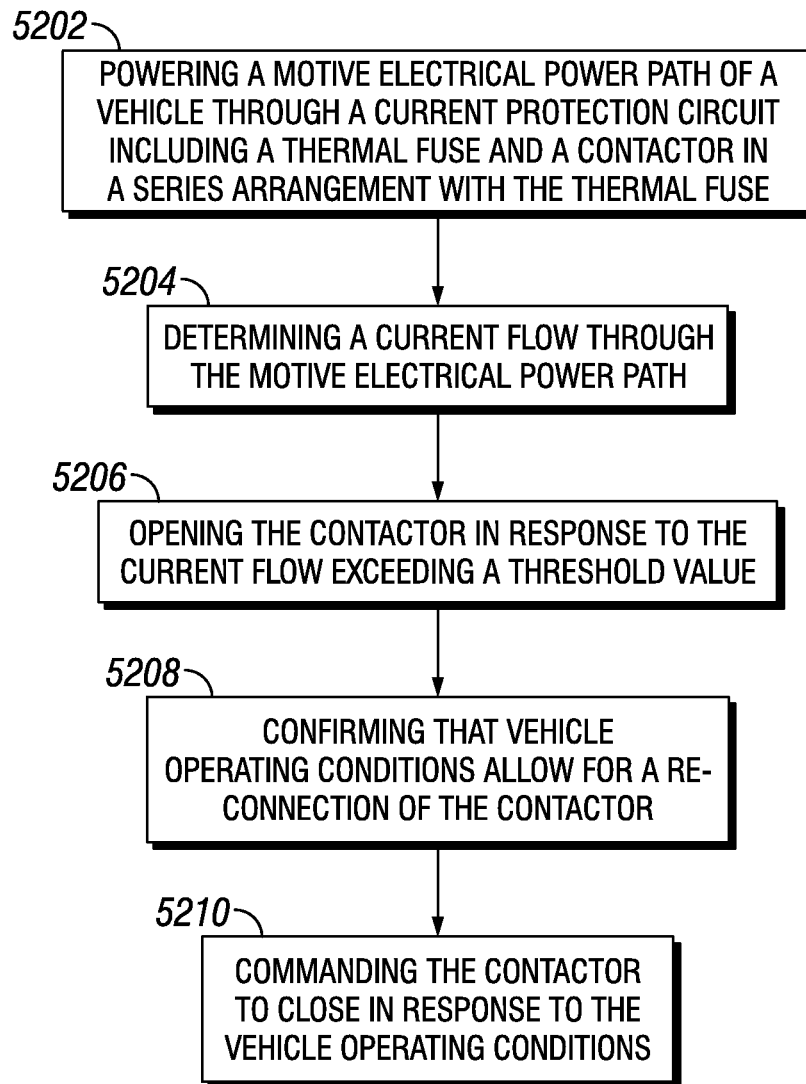 5202
POWERING A MOTIVE ELECTRICAL POWER PATH OF A
VEHICLE THROUGH A CURRENT PROTECTION CIRCUIT
INCLUDING A THERMAL FUSE AND A CONTACTOR IN
A SERIES ARRANGEMENT WITH THE THERMAL FUSE
5204
DETERMINING A CURRENT FLOW THROUGH
THE MOTIVE ELECTRICAL POWER PATH
5206
OPENING THE CONTACTOR IN RESPONSE TO THE
CURRENT FLOW EXCEEDING A THRESHOLD VALUE
5208
CONFIRMING THAT VEHICLE
OPERATING CONDITIONS ALLOW FOR A RE-
CONNECTION OF THE CONTACTOR
5210
COMMANDING THE CONTACTOR
TO CLOSE IN RESPONSE TO THE
VEHICLE OPERATING CONDITIONS